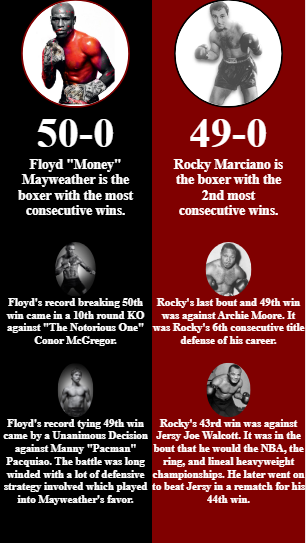 50-0
Floyd "Money"
Mayweather is the
boxer with the most
consecutive wins.
Floyd's record breaking 50th
win came in a 10th round KO
against "The Notorious One"
Conor McGregor.
Floyd's record tying 49th win
came by a Unanimous Decision
against Manny "Pacman"
Pacquiao. The battle was long
winded with a lot of defensive
strategy involved which played
into Mayweather's favor.
49-0
Rocky Marciano is
the boxer with the
2nd most
consecutive wins.
Rocky's last bout and 49th win
was against Archie Moore. It
was Rocky's 6th consecutive title
defense of his career.
Rocky's 43rd win was against
Jersy Joe Walcott. It was in the
bout that he would the NBA, the
ring, and lineal heavyweight
championships. He later went on
to beat Jersy in a rematch for his
44th win.